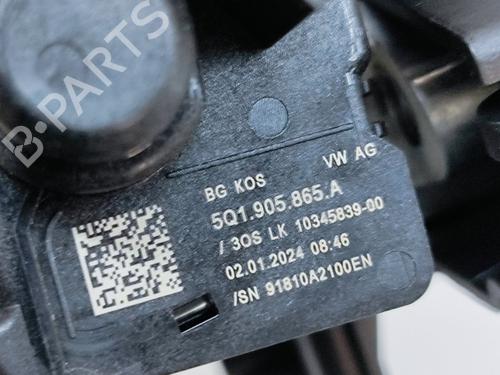 B-PARTS
BG KOS VW AG
5Q1.905.865.A
/ 3OS LK 10345839-00
02.01.2024 08:46
/SN 91810A2100EN